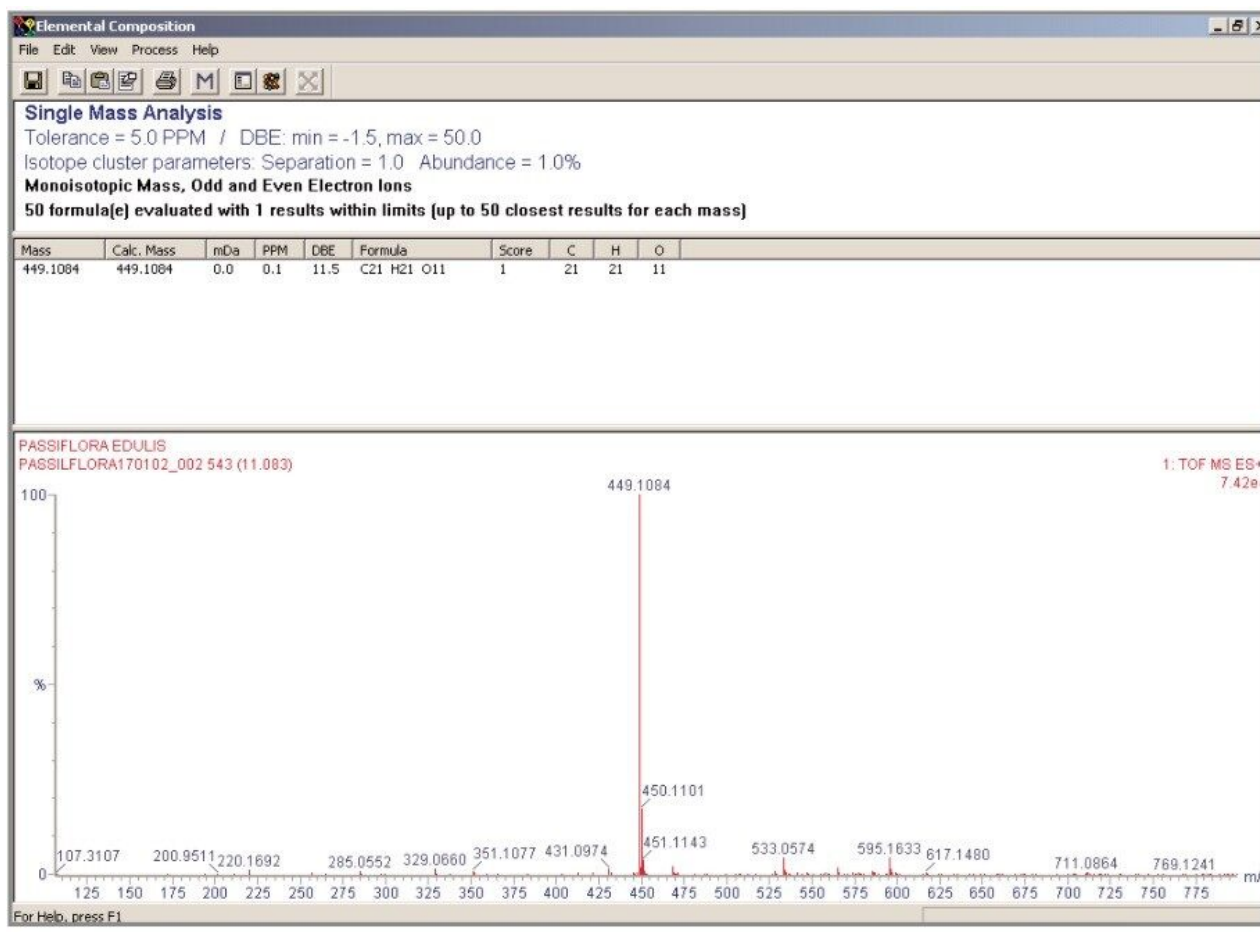 Elemental Composition
File Edit View Process Help
M
Single Mass Analysis
Tolerance = 5.0 PPM / DBE: min = -1.5, max = 50.0
Isotope cluster parameters: Separation = 1.0 Abundance = 1.0%
Monoisotopic Mass, Odd and Even Electron Ions
50 formula(e) evaluated with 1 results within limits (up to 50 closest results for each mass)
Mass Calc. Mass mDa PPM DBE Formula Score C H O
449.1084 449.1084 0.0 0.1 11.5 C21 H21 O11 1 21 21 11
PASSIFLORA EDULIS
PASSILFLORA170102_002 543 (11.083) 1: TOF MS ES+
7.42e
100
449.1084
%
450.1101
451.1143
107.3107 200.9511 220.1692 285.0552 329.0660 351.1077 431.0974 533.0574 595.1633 617.1480 711.0864 769.1241
0
125 150 175 200 225 250 275 300 325 350 375 400 425 450 475 500 525 550 575 600 625 650 675 700 725 750 775 m/
For Help, press F1